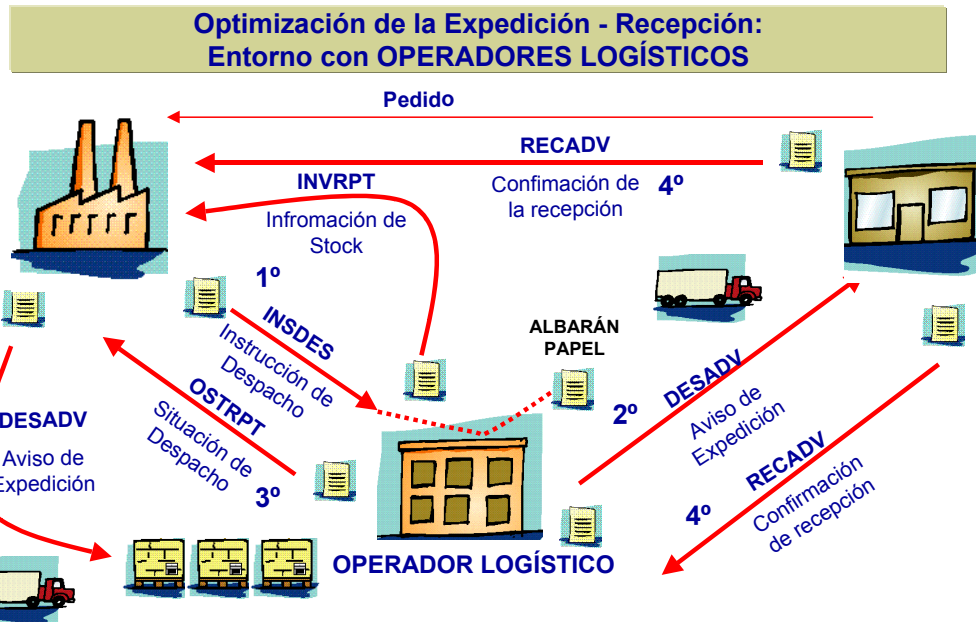 Optimización de la Expedición - Recepción:
Entorno con OPERADORES LOGÍSTICOS
Pedido
RECADV
Confimación de
la recepción
4º
INVRPT
Infromación de
Stock
1º
INSDES
Instrucción de
Despacho
OSTRPT
Situación de
Despacho
3º
ALBARÁN
PAPEL
2º
DESADV
Aviso de
Expedición
RECADV
4º
Confirmación
de recepción
DESADV
Aviso de
Expedición
OPERADOR LOGÍSTICO